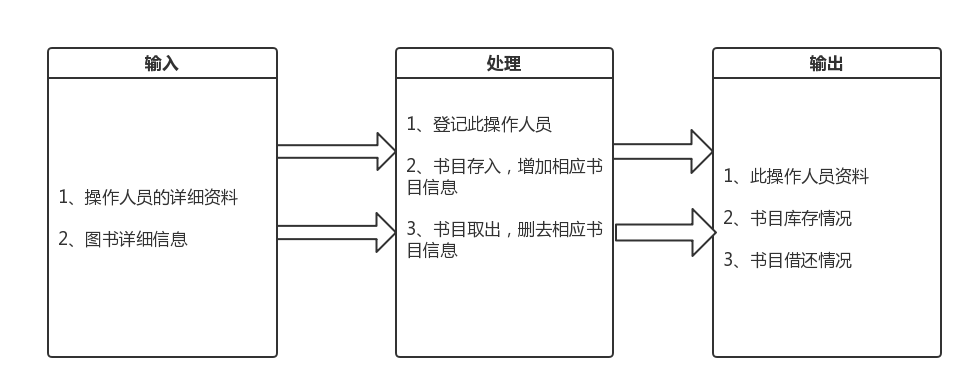 输入
1、操作人员的详细资料
2、图书详细信息
处理
1、登记此操作人员
2、书目存入，增加相应书
目信息
3、书目取出，删去相应书
目信息
输出
1、此操作人员资料
2、书目库存情况
3、书目借还情况